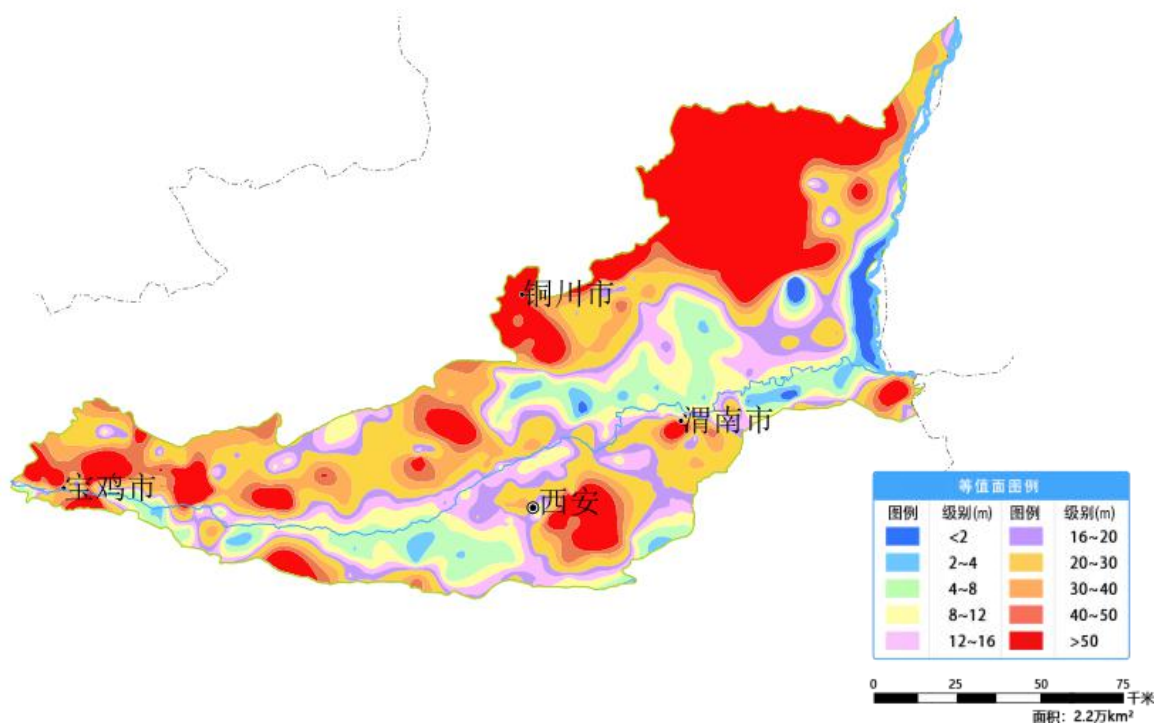 铜川市
渭南市
宝鸡市
西安
等值面图例
图例 级别(m) 图例 级别(m)
<2 16~20
2~4 20~30
4~8 30~40
8~12 40~50
12~16 >50
0 25 50 75 千米
面积：2.2万km²